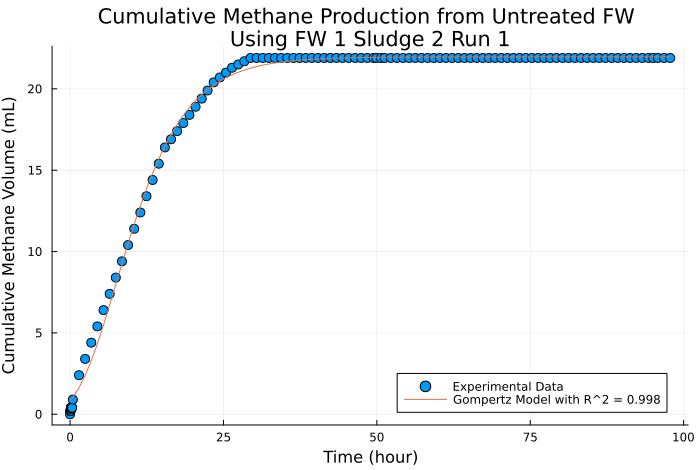 Cumulative Methane Production from Untreated FW
Using FW 1 Sludge 2 Run 1
Cumulative Methane Volume (mL)
20
15
10
5
0
Experimental Data
Gompertz Model with R^2 = 0.998
0 25 50 75 100
Time (hour)